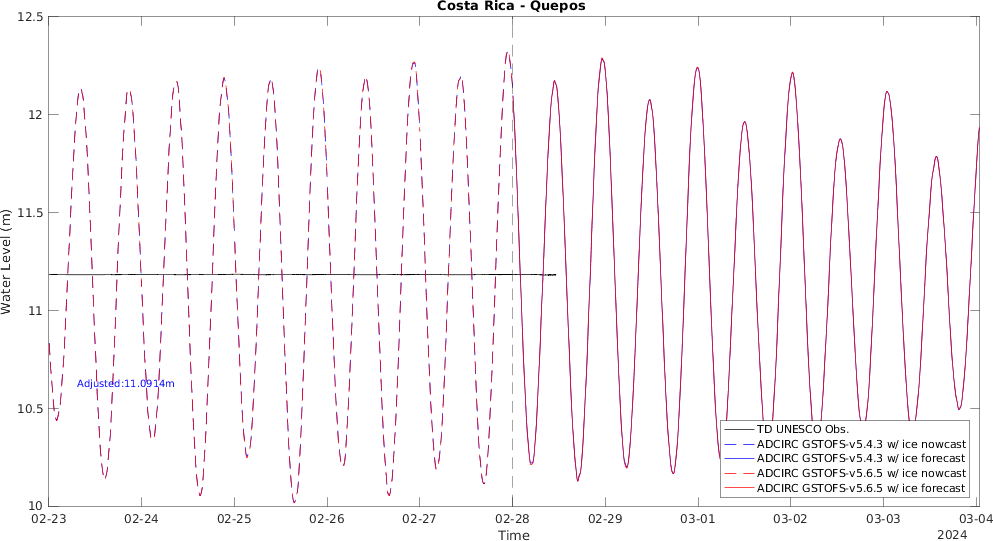 Costa Rica - Quepos
12.5
12
11.5
11
10.5
10
Water Level (m)
Adjusted:11.0914m
TD UNESCO Obs.
ADCIRC GSTOFS-v5.4.3 w/ ice nowcast
ADCIRC GSTOFS-v5.4.3 w/ ice forecast
ADCIRC GSTOFS-v5.6.5 w/ ice nowcast
ADCIRC GSTOFS-v5.6.5 w/ ice forecast
02-23 02-24 02-25 02-26 02-27 02-28 02-29 03-01 03-02 03-03 03-04
Time
2024